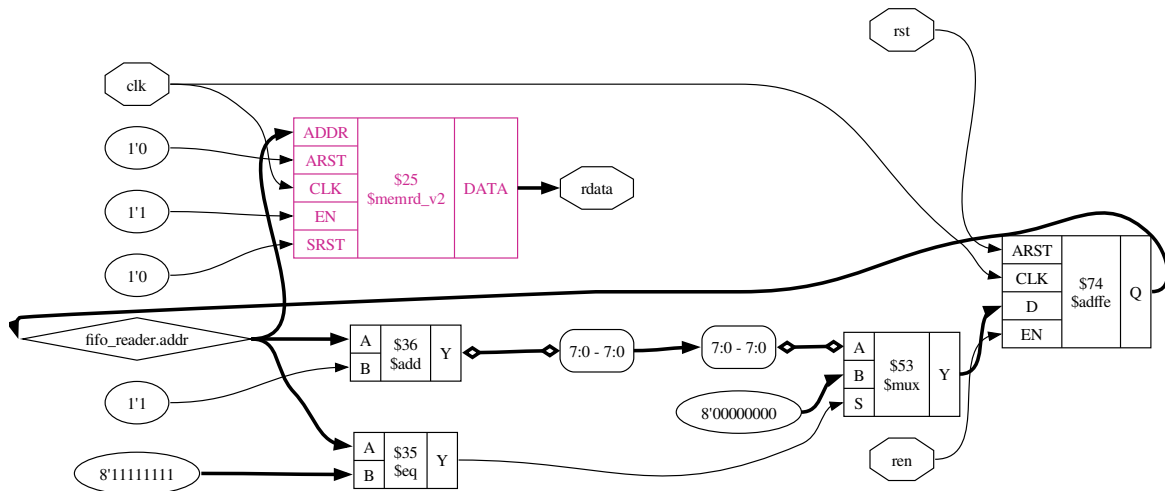 rst
clk
1'0
1'1
1'0
ADDR
ARST
CLK
EN
SRST
$25
$memrd_v2
DATA
rdata
ARST
CLK
D
EN
$74
$adffe
Q
fifo_reader.addr
1'1
8'11111111
A
B
$36
$add
Y
7:0 - 7:0
7:0 - 7:0
8'00000000
A
B
S
$53
$mux
Y
A
B
$35
$eq
Y
ren